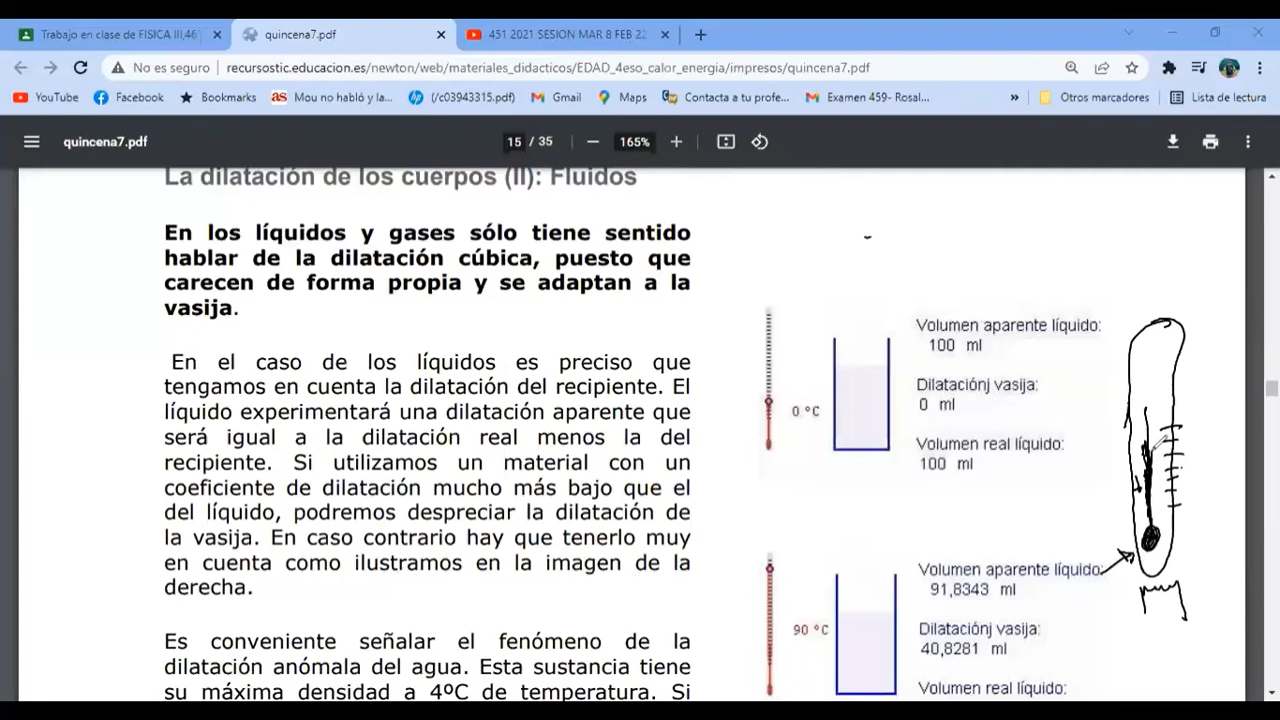 Trabajo en clase de FISICA III,46
quincena7.pdf
451 2021 SESION MAR 8 FEB 22
No es seguro
recursostic.educacion.es/newton/web/materiales_didacticos/EDAD_4eso_calor_energia/impresos/quincena7.pdf
YouTube
Facebook
Bookmarks
as Mou no habló y la...
(/c03943315.pdf)
Gmail
Maps
Contacta a tu profe...
Examen 459- Rosal...
»
Otros marcadores
Lista de lectura
quincena7.pdf
15 / 35
165%
La dilatación de los cuerpos (II): Fluidos
En los líquidos y gases sólo tiene sentido
hablar de la dilatación cúbica, puesto que
carecen de forma propia y se adaptan a la
vasija.
En el caso de los líquidos es preciso que
tengamos en cuenta la dilatación del recipiente. El
líquido experimentará una dilatación aparente que
será igual a la dilatación real menos la del
recipiente. Si utilizamos un material con un
coeficiente de dilatación mucho más bajo que el
del líquido, podremos despreciar la dilatación de
la vasija. En caso contrario hay que tenerlo muy
en cuenta como ilustramos en la imagen de la
derecha.
Es conveniente señalar el fenómeno de la
dilatación anómala del agua. Esta sustancia tiene
su máxima densidad a 4ºC de temperatura. Si
0 °C
Volumen aparente líquido:
100 ml
Dilataciónj vasija:
0 ml
Volumen real líquido:
100 ml
90 °C
Volumen aparente líquido:
91,8343 ml
Dilataciónj vasija:
40,8281 ml
Volumen real líquido: